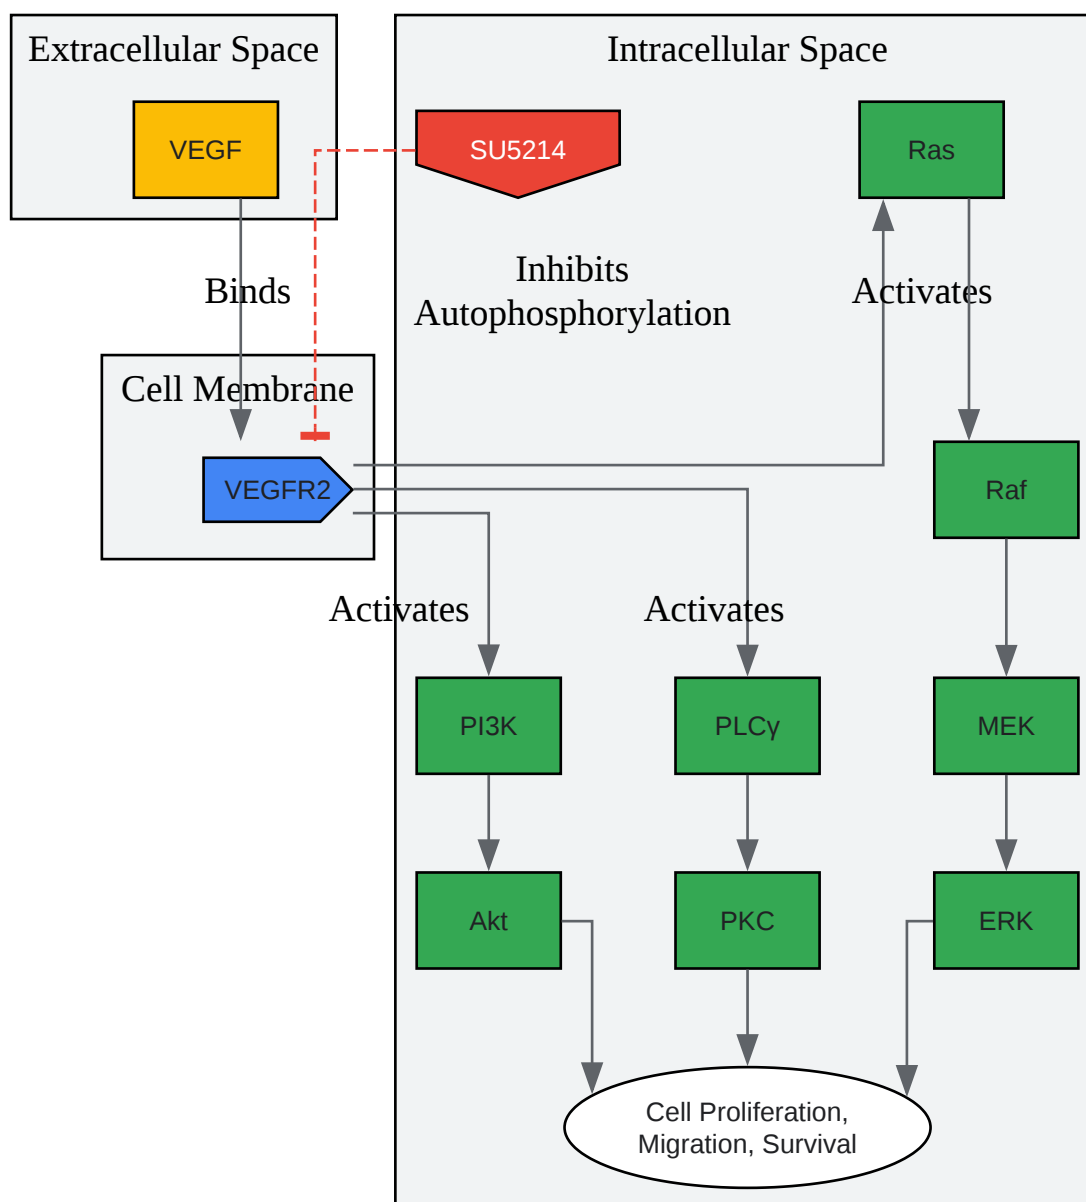 Extracellular Space
Intracellular Space
VEGF
SU5214
Ras
Binds
Inhibits
Autophosphorylation
Activates
Cell Membrane
VEGFR2
Raf
Activates
Activates
PI3K
PLCγ
MEK
Akt
PKC
ERK
Cell Proliferation,
Migration, Survival